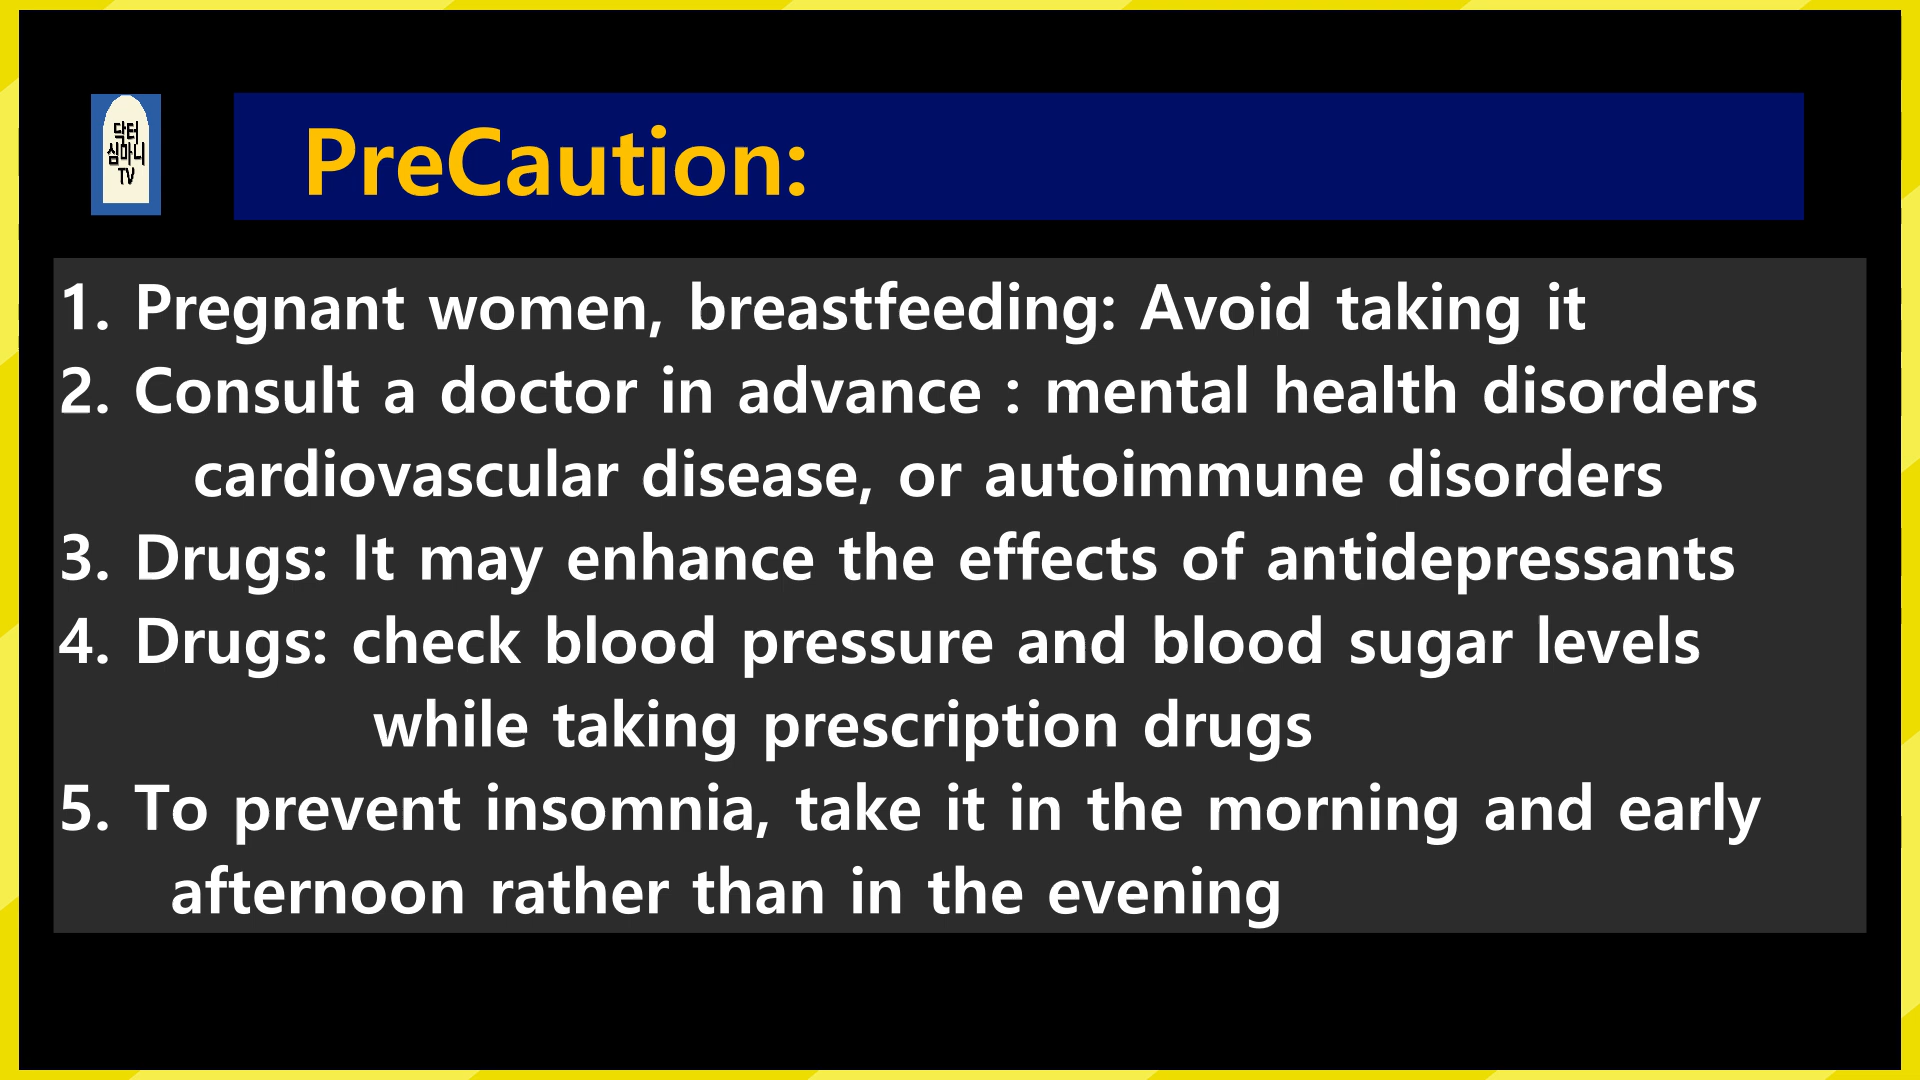 닥터
심마니
TV
PreCaution:
1. Pregnant women, breastfeeding: Avoid taking it
2. Consult a doctor in advance : mental health disorders
cardiovascular disease, or autoimmune disorders
3. Drugs: It may enhance the effects of antidepressants
4. Drugs: check blood pressure and blood sugar levels
while taking prescription drugs
5. To prevent insomnia, take it in the morning and early
afternoon rather than in the evening